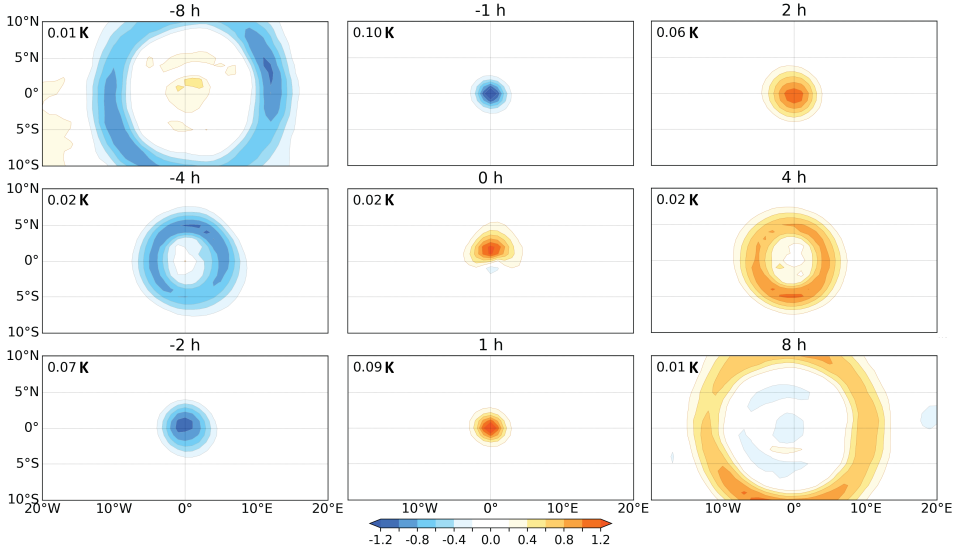 -8 h -1 h 2 h
10°N 0.01 K 0.10 K 0.06 K
5°N
0°
5°S
10°S
-4 h 0 h 4 h
10°N 0.02 K 0.02 K 0.02 K
5°N
0°
5°S
10°S
-2 h 1 h 8 h
10°N 0.07 K 0.09 K 0.01 K
5°N
0°
5°S
10°S
20°W 10°W 0° 10°E 20°E 10°W 0° 10°E 20°E 10°W 0° 10°E 20°E
-1.2 -0.8 -0.4 0.0 0.4 0.8 1.2